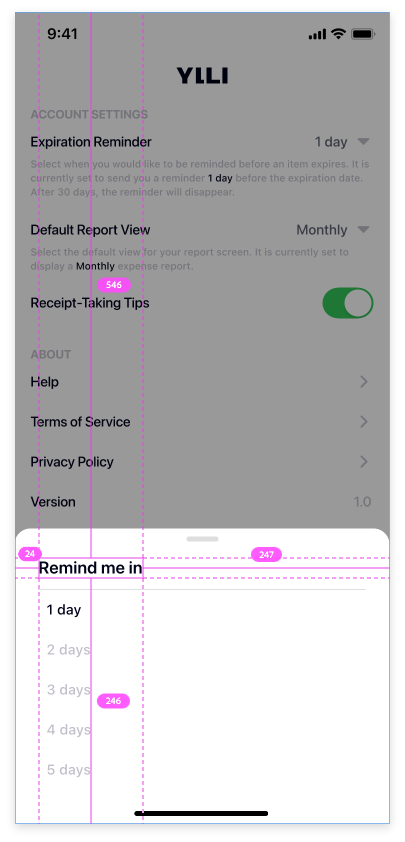 9:41
YILI
ACCOUNT SETTINGS
Expiration Reminder 1 day
Select when you would like to be reminded before an item expires. It is
currently set to send you a reminder 1 day before the expiration date.
After 30 days, the reminder will disappear.
Default Report View Monthly
Select the default view for your report screen. It is currently set to
display a Monthly expense report.
546
Receipt-Taking Tips
ABOUT
Help
Terms of Service
Privacy Policy
Version 1.0
24
247
Remind me in
1 day
2 days
3 days
246
4 days
5 days